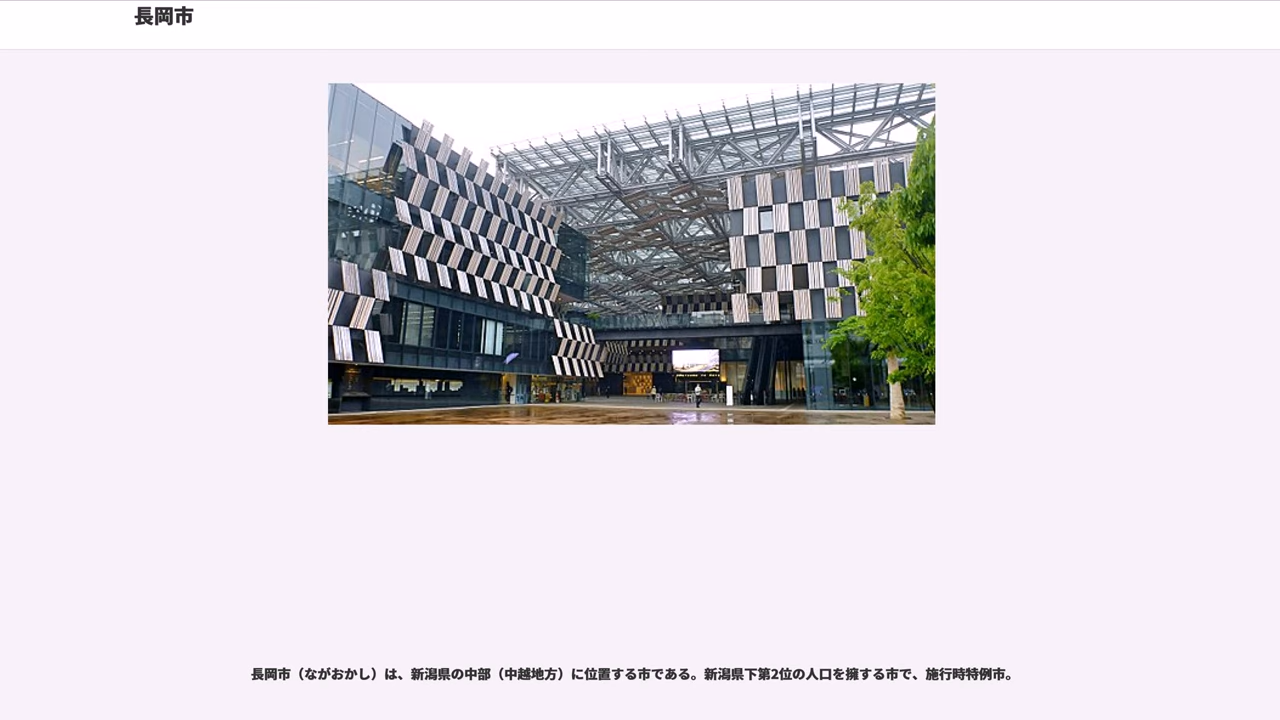 長岡市
長岡市（ながおかし）は、新潟県の中部（中越地方）に位置する市である。新潟県下第2位の人口を擁する市で、施行時特例市。